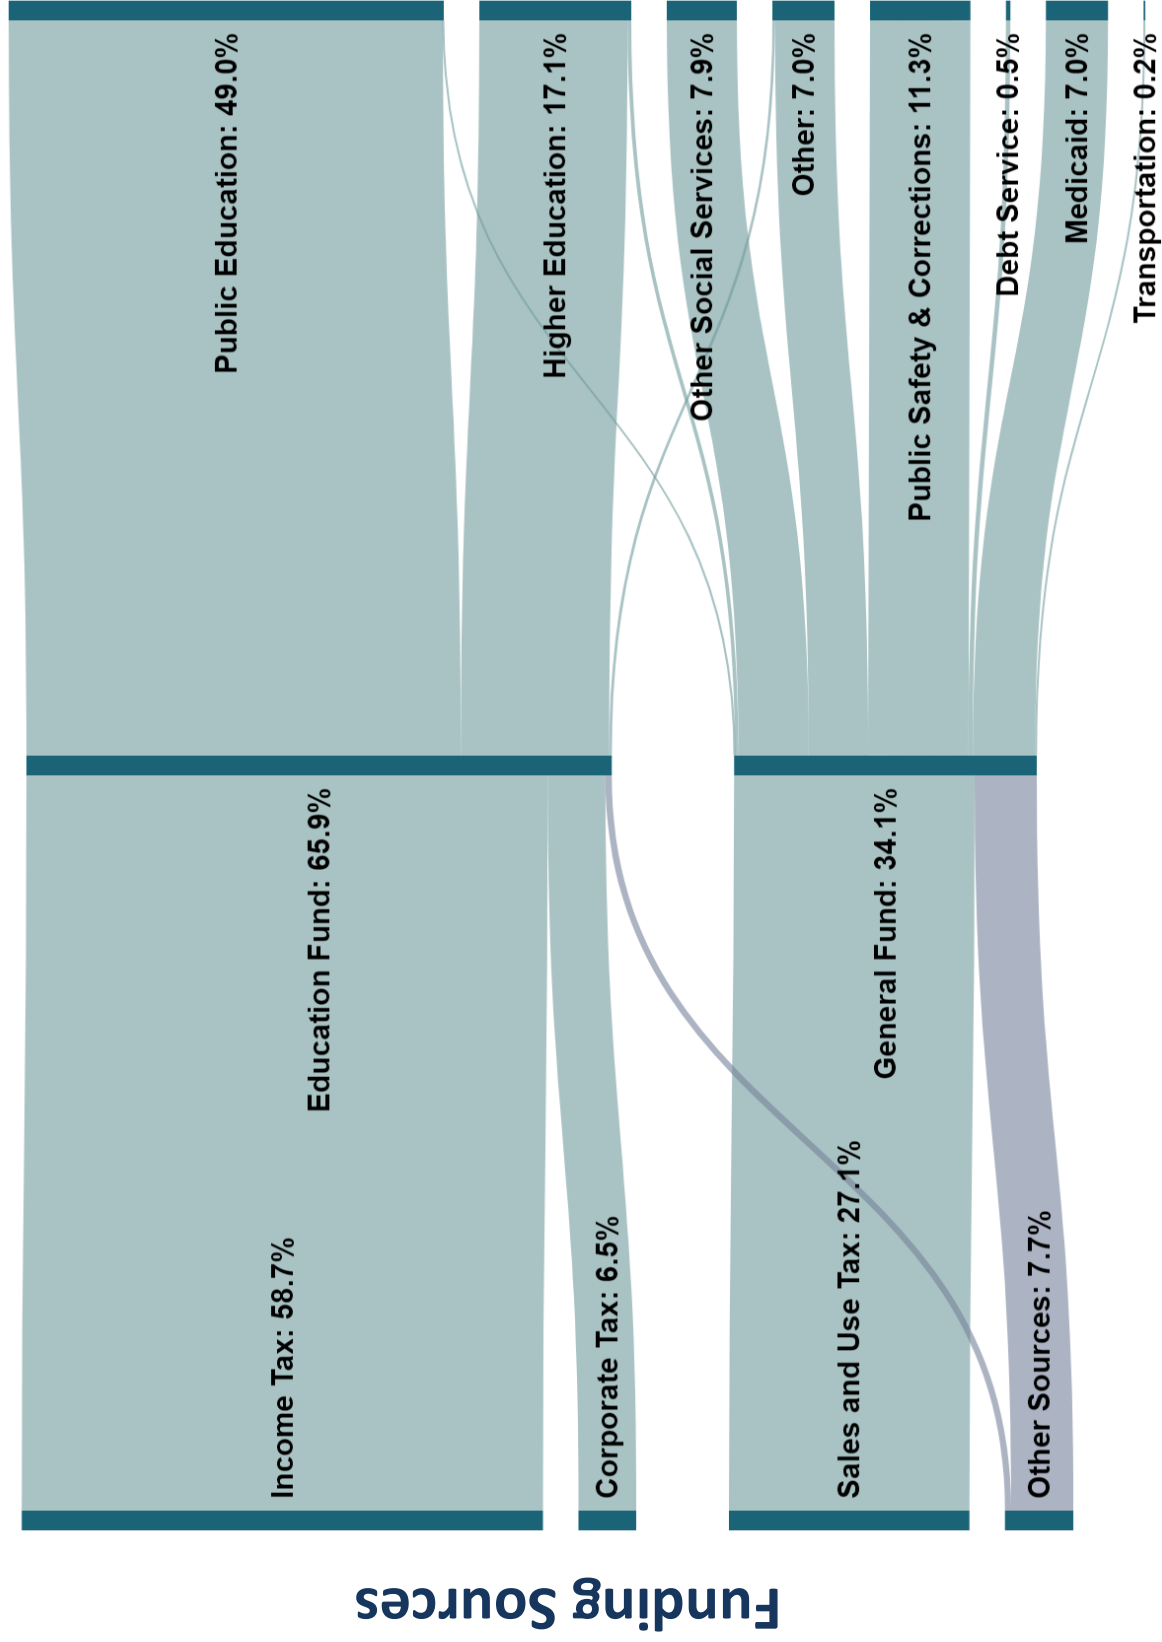 Funding Sources
Income Tax: 58.7%
Corporate Tax: 6.5%
Sales and Use Tax: 27.1%
Other Sources: 7.7%
Education Fund: 65.9%
General Fund: 34.1%
Public Education: 49.0%
Higher Education: 17.1%
Other Social Services: 7.9%
Other: 7.0%
Public Safety & Corrections: 11.3%
Debt Service: 0.5%
Medicaid: 7.0%
Transportation: 0.2%